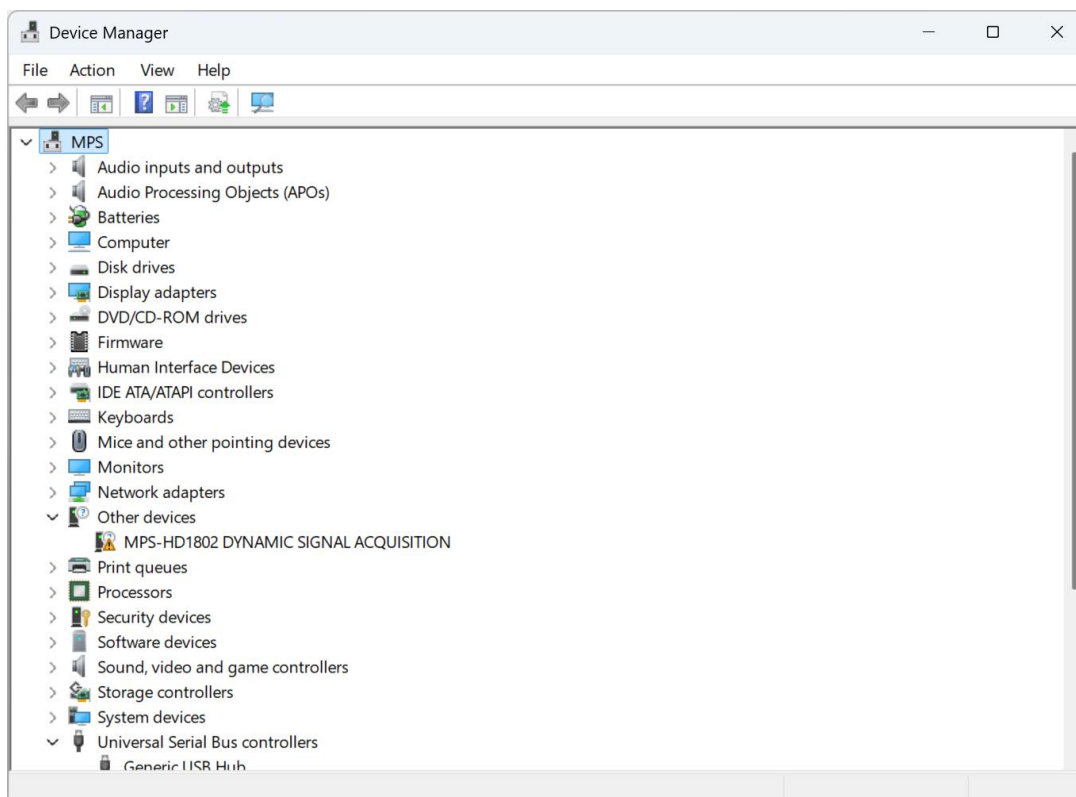 Device Manager
File Action View Help
MPS
Audio inputs and outputs
Audio Processing Objects (APOs)
Batteries
Computer
Disk drives
Display adapters
DVD/CD-ROM drives
Firmware
Human Interface Devices
IDE ATA/ATAPI controllers
Keyboards
Mice and other pointing devices
Monitors
Network adapters
Other devices
MPS-HD1802 DYNAMIC SIGNAL ACQUISITION
Print queues
Processors
Security devices
Software devices
Sound, video and game controllers
Storage controllers
System devices
Universal Serial Bus controllers
Generic USB Hub